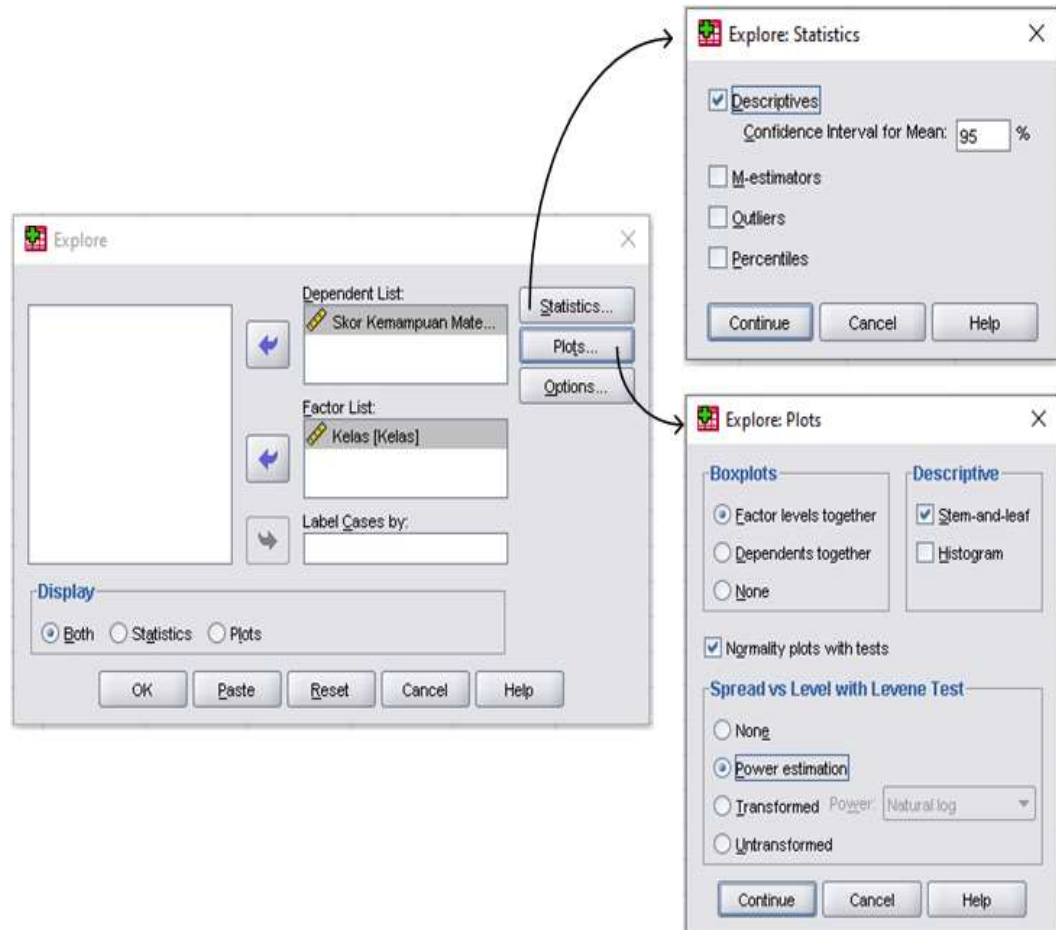 Explore
Dependent List:
Skor Kemampuan Mate...
Factor List:
Kelas [Kelas]
Label Cases by:
Statistics...
Plots...
Options...
Display
Both Statistics Plots
OK Paste Reset Cancel Help
Explore: Statistics
Descriptives
Confidence Interval for Mean: 95 %
M-estimators
Outliers
Percentiles
Continue Cancel Help
Explore: Plots
Boxplots
Factor levels together
Dependents together
None
Descriptive
Stem-and-leaf
Histogram
Normality plots with tests
Spread vs Level with Levene Test
None
Power estimation
Transformed Power: Natural log
Untransformed
Continue Cancel Help